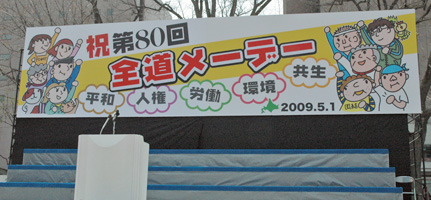 祝第80回
全道メーデー
平和 人権 労働 環境 共生
2009.5.1